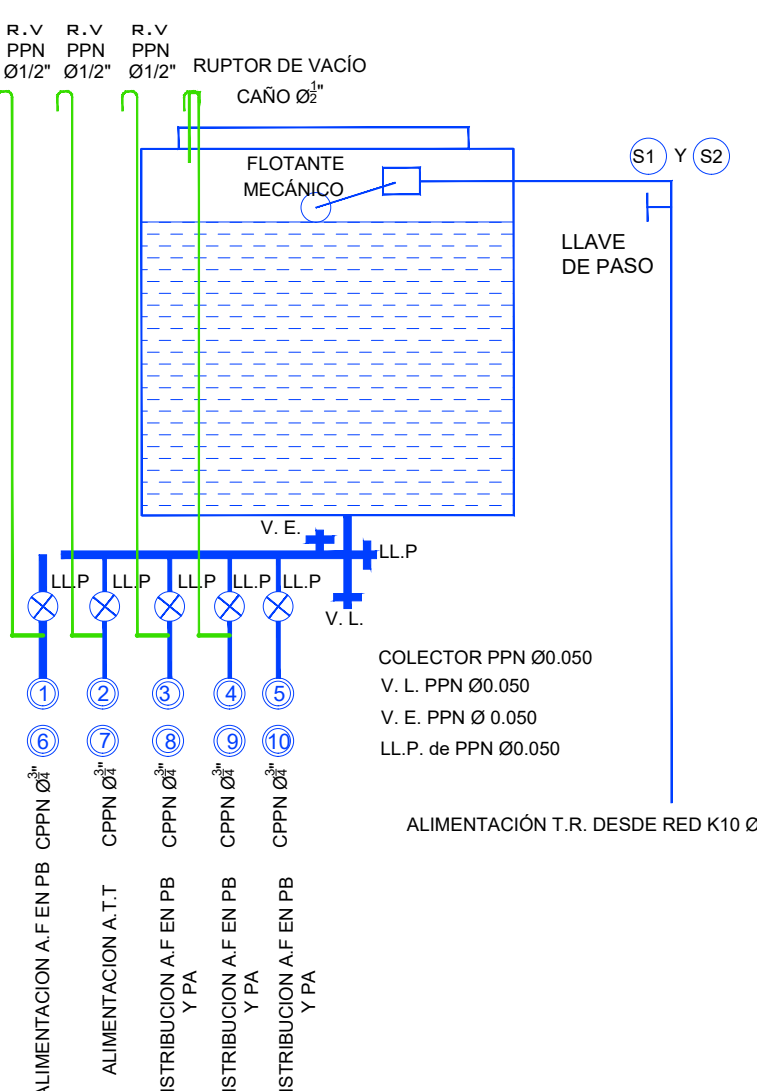 R.V
PPN
Ø1/2"
R.V
PPN
Ø1/2"
R.V
PPN
Ø1/2"
RUPTOR DE VACÍO
CAÑO Ø1/2"
FLOTANTE
MECÁNICO
S1 Y S2
LLAVE
DE PASO
V. E.
LL.P
LL.P
LL.P
LL.P
LL.P
LL.P
V. L.
COLECTOR PPN Ø0.050
V. L. PPN Ø0.050
V. E. PPN Ø 0.050
LL.P. de PPN Ø0.050
1
2
3
4
5
6
7
8
9
10
ALIMENTACIÓN T.R. DESDE RED K10 Ø
ALIMENTACION A.F EN PB CPPN Ø3/4"
ALIMENTACION A.T.T CPPN Ø3/4"
ISTRIBUCION A.F EN PB CPPN Ø3/4"
Y PA
ISTRIBUCION A.F EN PB CPPN Ø3/4"
Y PA
ISTRIBUCION A.F EN PB CPPN Ø3/4"
Y PA